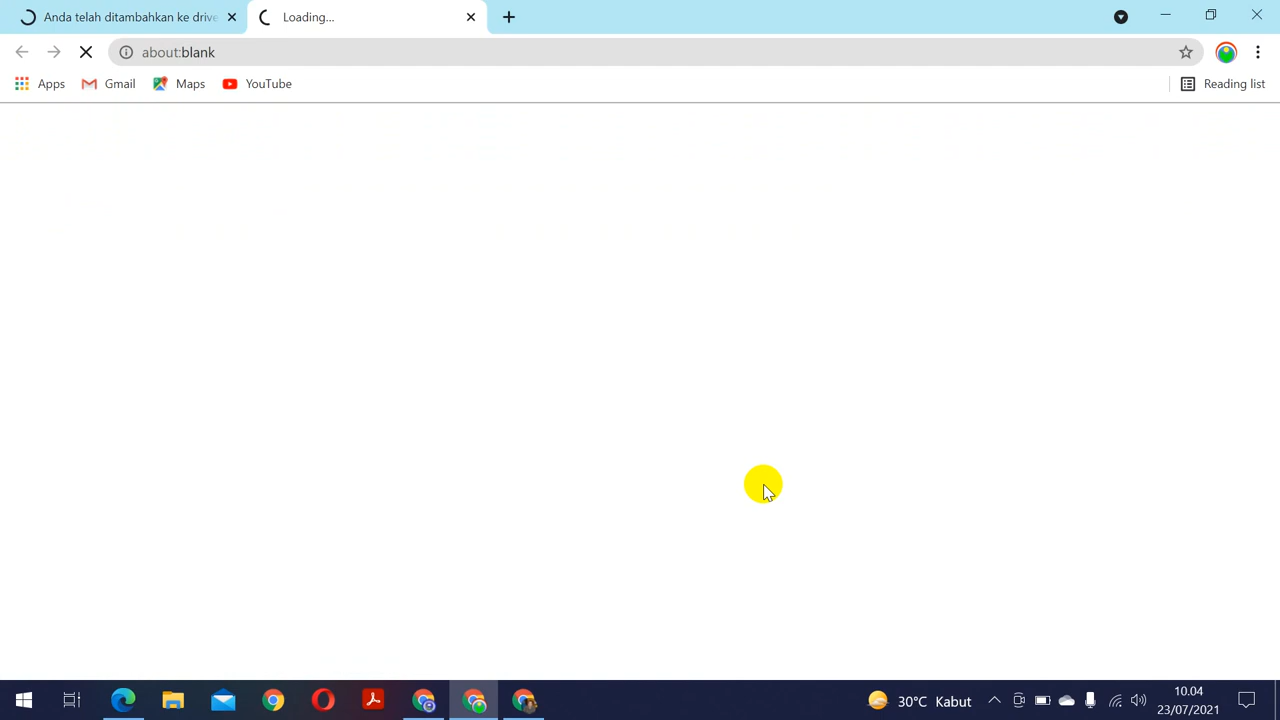 Anda telah ditambahkan ke drive
Loading...
about:blank
Apps
Gmail
Maps
YouTube
Reading list
30°C Kabut
10.04
23/07/2021